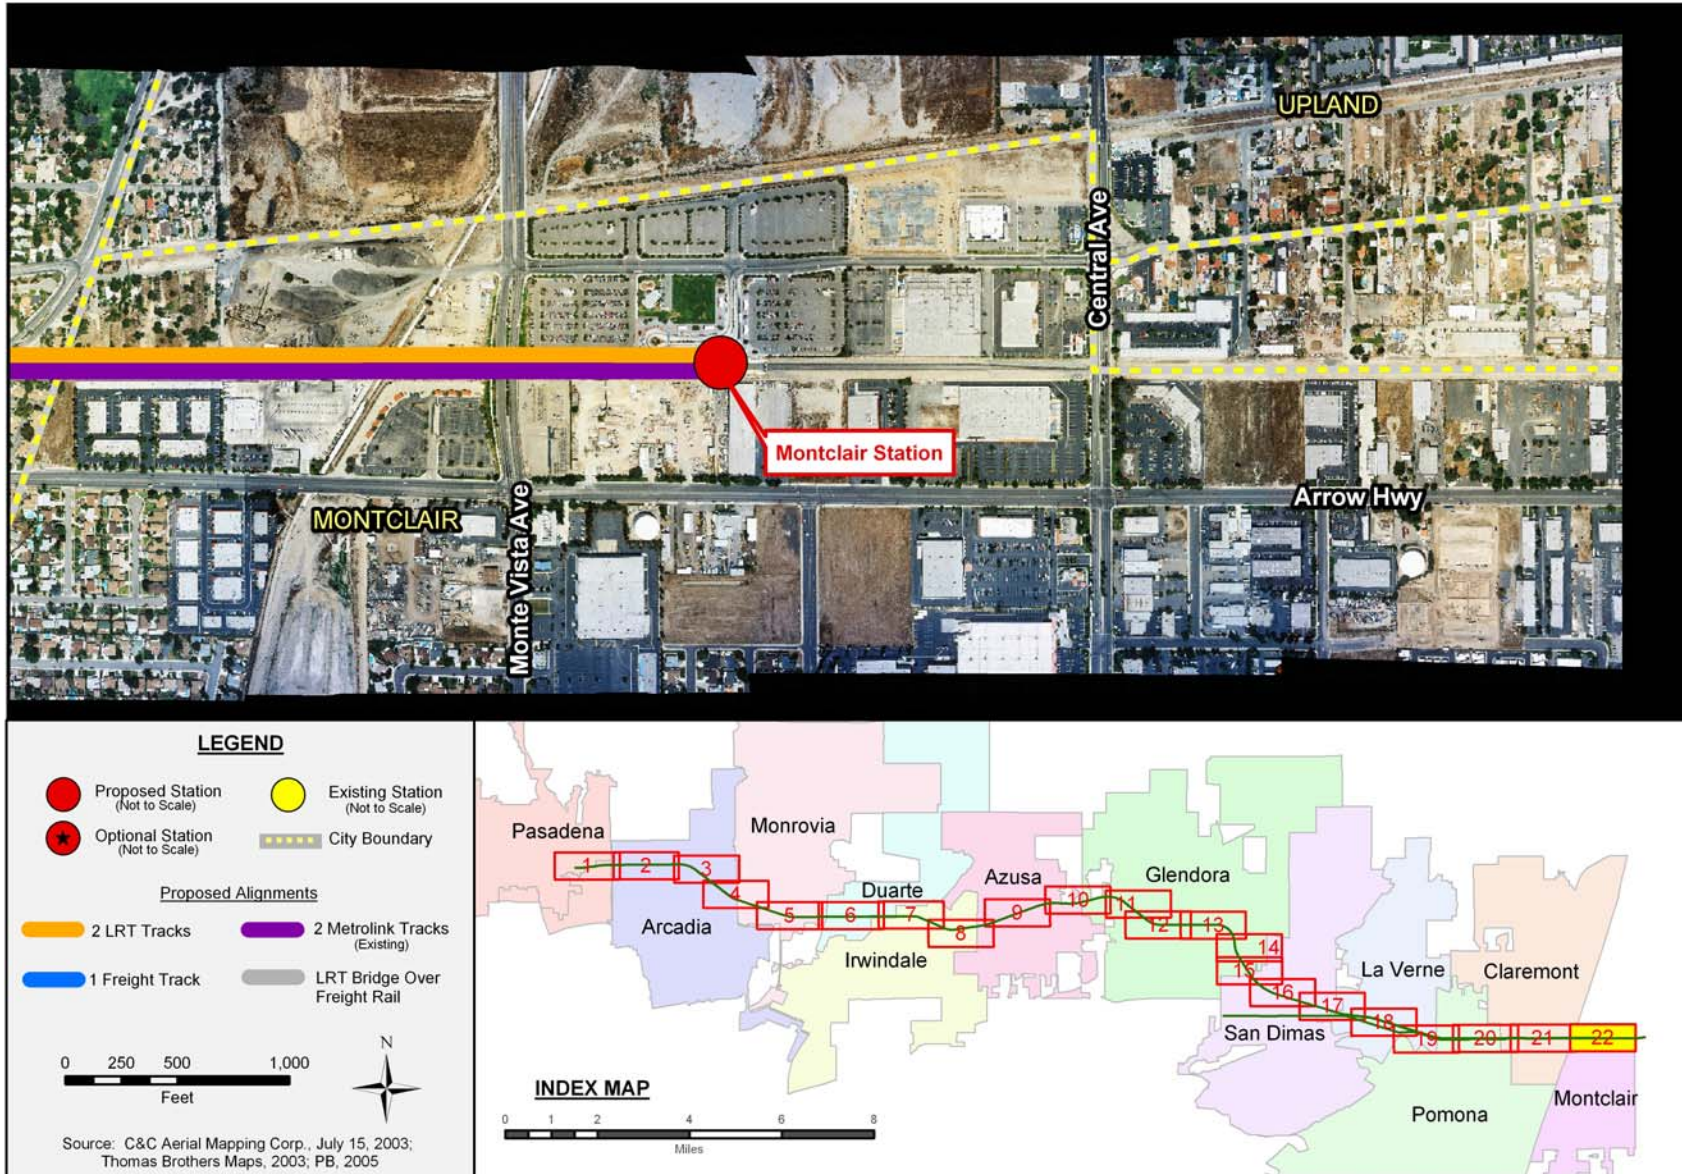 UPLAND
Central Ave
Montclair Station
Arrow Hwy
MONTCLAIR
Monte Vista Ave
LEGEND
Proposed Station
(Not to Scale)
Existing Station
(Not to Scale)
Optional Station
(Not to Scale)
City Boundary
Proposed Alignments
2 LRT Tracks
2 Metrolink Tracks
(Existing)
1 Freight Track
LRT Bridge Over
Freight Rail
0 250 500 1,000
Feet
N
Source: C&C Aerial Mapping Corp., July 15, 2003;
Thomas Brothers Maps, 2003; PB, 2005
Pasadena
Monrovia
Arcadia
Duarte
Irwindale
Azusa
Glendora
La Verne
Claremont
San Dimas
Pomona
Montclair
1
2
3
4
5
6
7
8
9
10
11
12
13
14
15
16
17
18
19
20
21
22
INDEX MAP
0 1 2 4 6 8
Miles